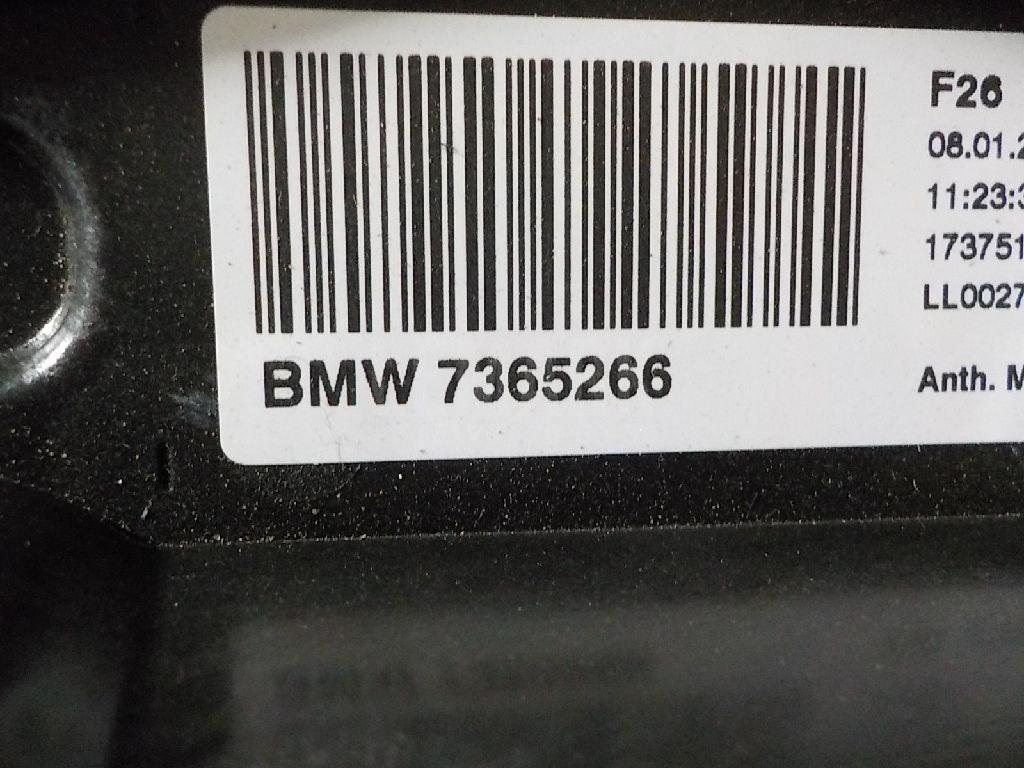 F26
08.01.2
11:23:3
173751
LL0027
BMW 7365266
Anth. M